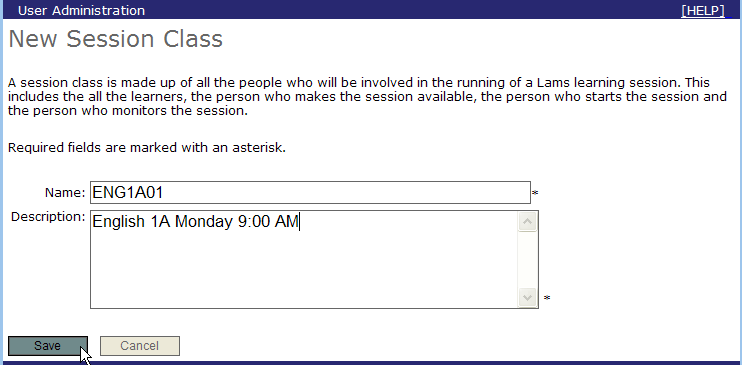 User Administration [HELP]
New Session Class
A session class is made up of all the people who will be involved in the running of a Lams learning session. This
includes the all the learners, the person who makes the session available, the person who starts the session and
the person who monitors the session.
Required fields are marked with an asterisk.
Name: ENG1A01 *
Description: English 1A Monday 9:00 AM
*
Save Cancel